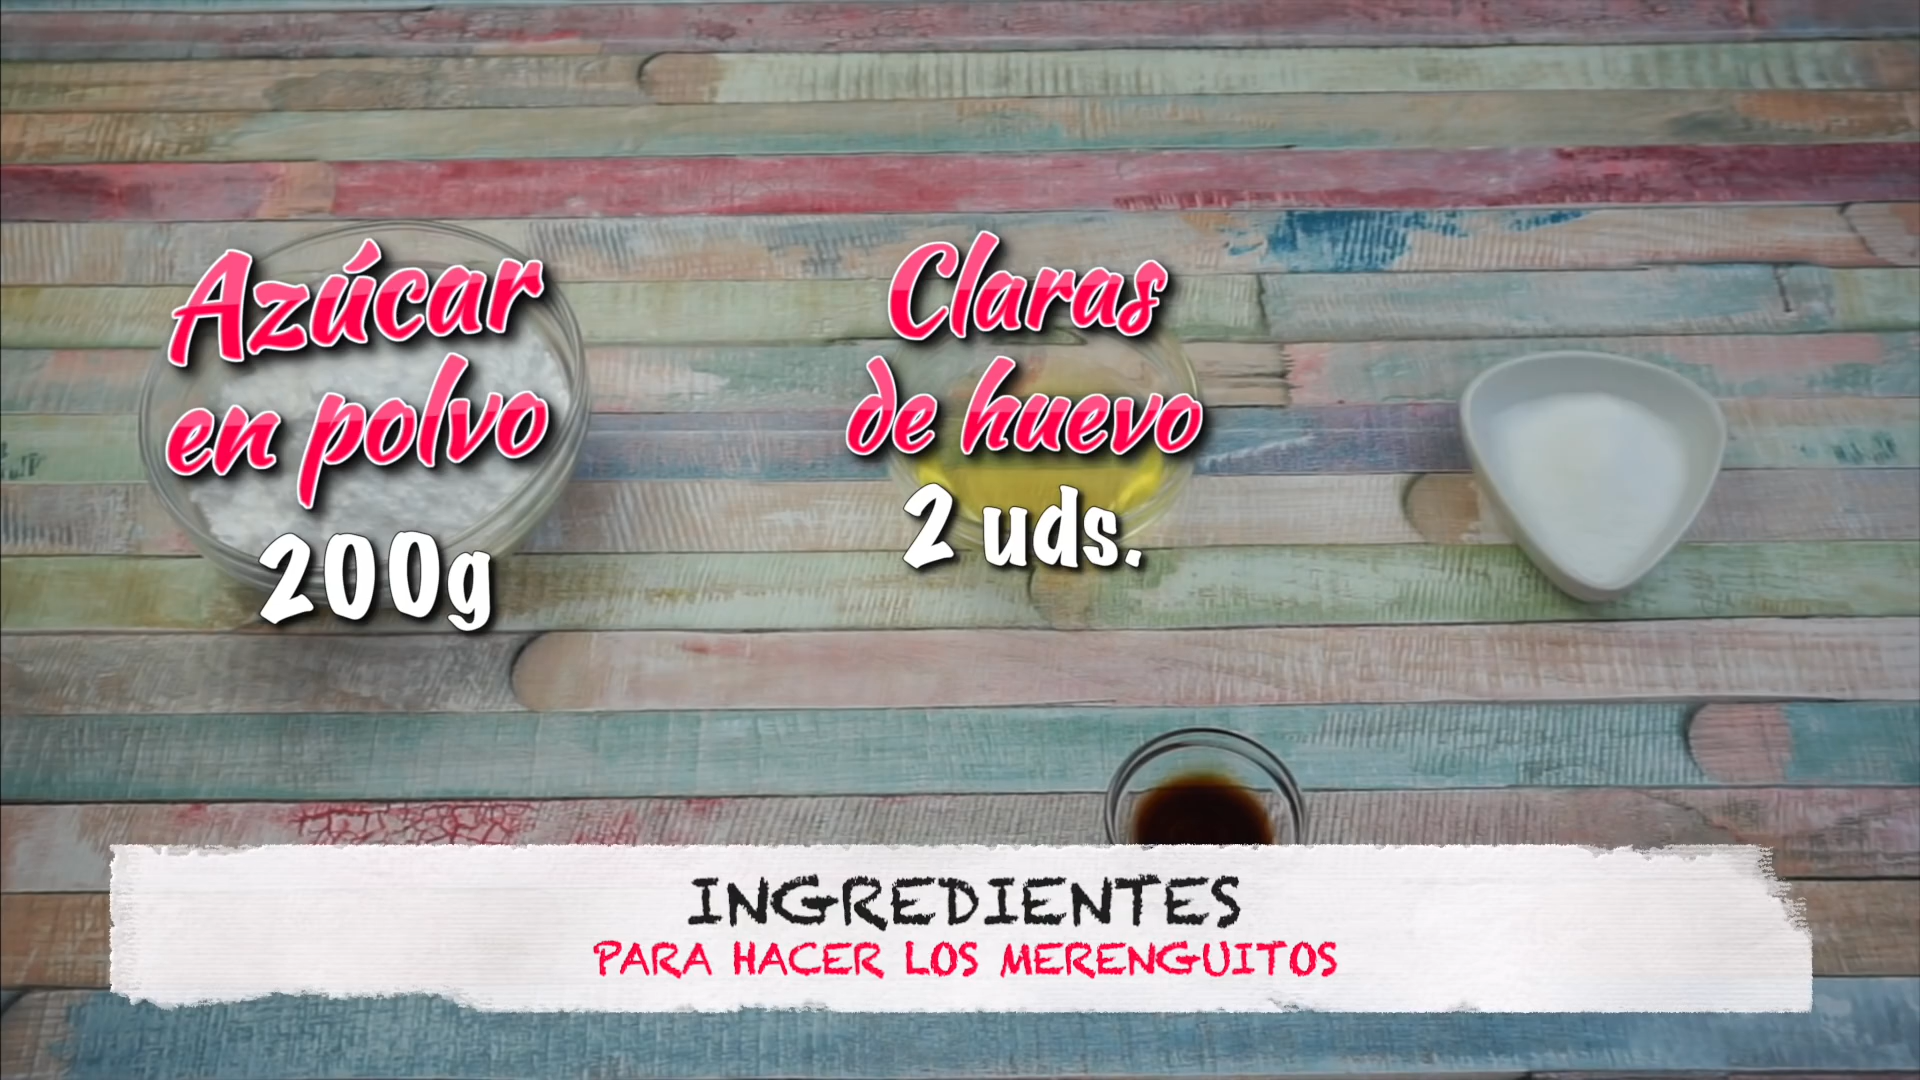 Azúcar
en polvo
200g
Claras
de huevo
2 uds.
INGREDIENTES
PARA HACER LOS MERENGUITOS